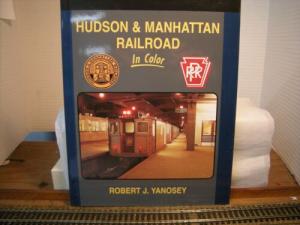 HUDSON & MANHATTAN
RAILROAD
In Color
PRR
ROBERT J. YANOSEY